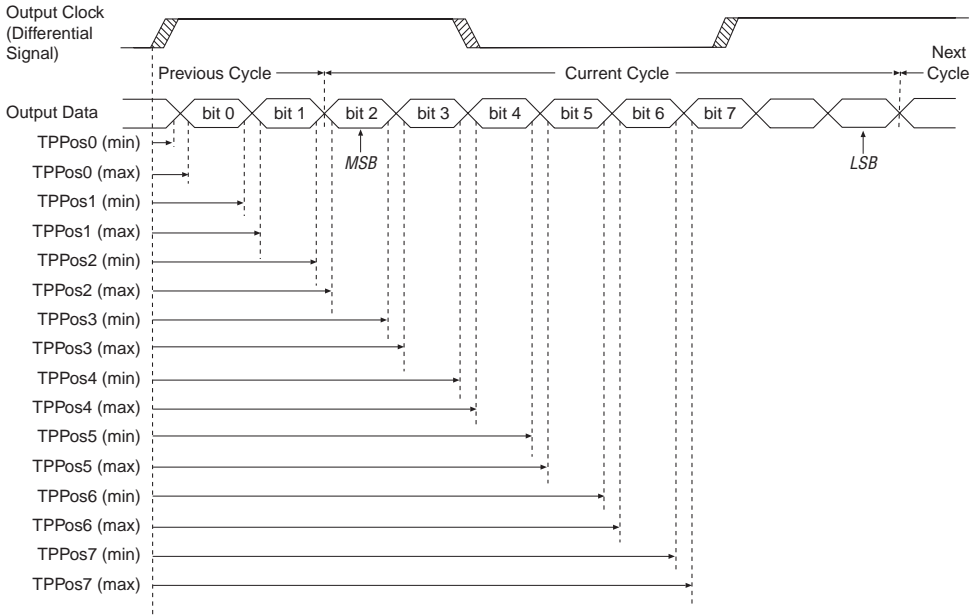 Output Clock
(Differential
Signal)
Previous Cycle
Current Cycle
Next
Cycle
Output Data
bit 0
bit 1
bit 2
bit 3
bit 4
bit 5
bit 6
bit 7
MSB
LSB
TPPos0 (min)
TPPos0 (max)
TPPos1 (min)
TPPos1 (max)
TPPos2 (min)
TPPos2 (max)
TPPos3 (min)
TPPos3 (max)
TPPos4 (min)
TPPos4 (max)
TPPos5 (min)
TPPos5 (max)
TPPos6 (min)
TPPos6 (max)
TPPos7 (min)
TPPos7 (max)